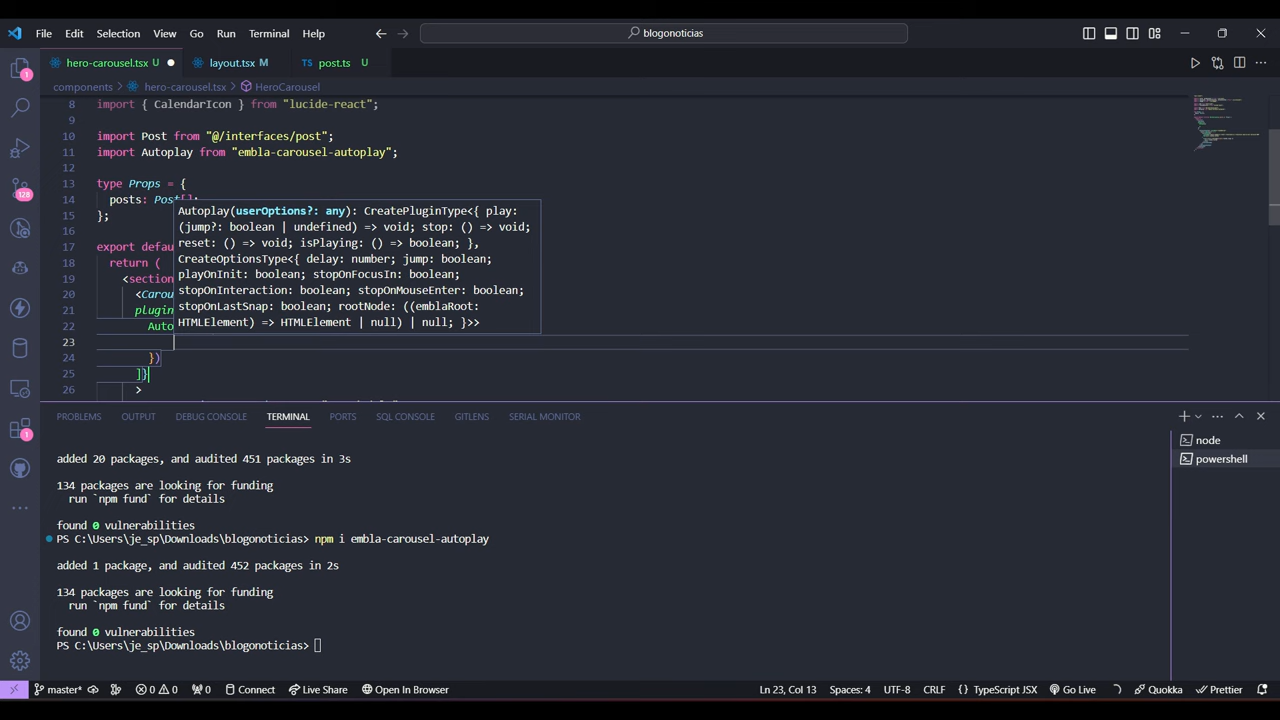 File Edit Selection View Go Run Terminal Help
blogonoticias
hero-carousel.tsx U
layout.tsx M
TS post.ts U
components > hero-carousel.tsx > HeroCarousel
8 import { CalendarIcon } from "lucide-react";
9
10 import Post from "@/interfaces/post";
11 import Autoplay from "embla-carousel-autoplay";
12
13 type Props = {
14 posts: Post[];
15 };
16
17 export defau
18 return (
19 <section
20 <Carou
21 plugin
22 Auto
23
24 })
25 ]}
26 >
Autoplay(userOptions?: any): CreatePluginType<{ play:
(jump?: boolean | undefined) => void; stop: () => void;
reset: () => void; isPlaying: () => boolean; },
CreateOptionsType<{ delay: number; jump: boolean;
playOnInit: boolean; stopOnFocusIn: boolean;
stopOnInteraction: boolean; stopOnMouseEnter: boolean;
stopOnLastSnap: boolean; rootNode: ((emblaRoot:
HTMLElement) => HTMLElement | null) | null; }>>
1
128
1
PROBLEMS OUTPUT DEBUG CONSOLE TERMINAL PORTS SQL CONSOLE GITLENS SERIAL MONITOR
node
powershell
added 20 packages, and audited 451 packages in 3s
134 packages are looking for funding
run `npm fund` for details
found 0 vulnerabilities
PS C:\Users\je_sp\Downloads\blogonoticias> npm i embla-carousel-autoplay
added 1 package, and audited 452 packages in 2s
134 packages are looking for funding
run `npm fund` for details
found 0 vulnerabilities
PS C:\Users\je_sp\Downloads\blogonoticias>
master* 0 0 0 Connect Live Share Open In Browser Ln 23, Col 13 Spaces: 4 UTF-8 CRLF {} TypeScript JSX Go Live Quokka Prettier